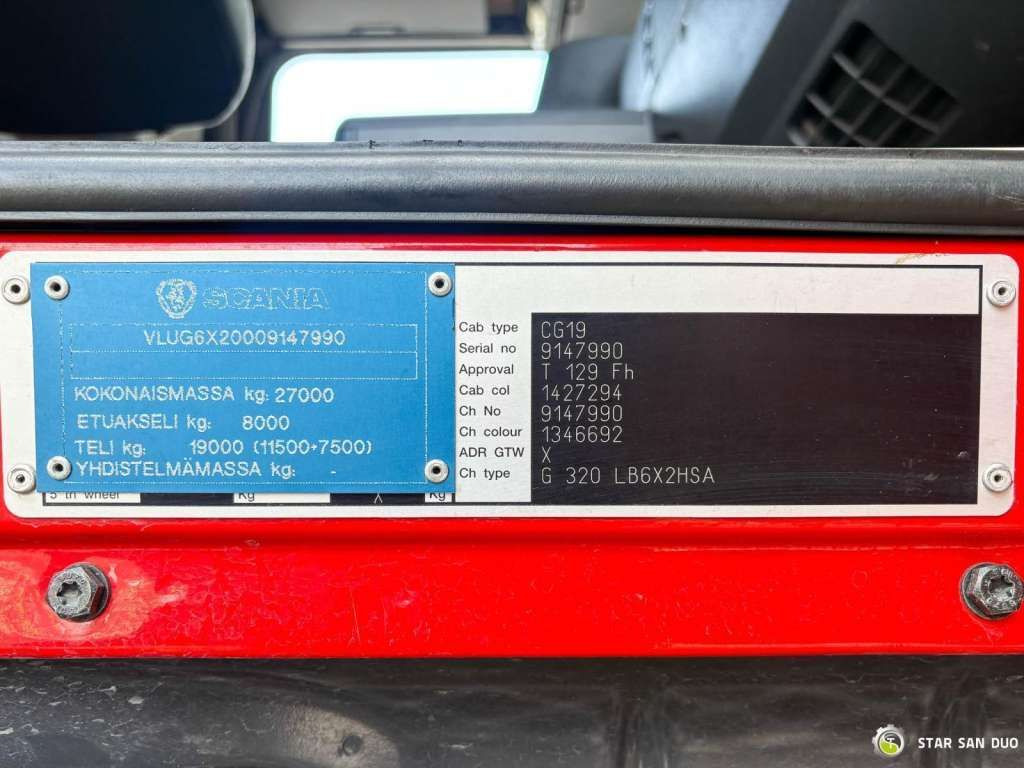 SCANIA
VLUG6X20009147990
KOKONAISMASSA kg: 27000
ETUAKSELI kg: 8000
TELI kg: 19000 (11500+7500)
YHDISTELMÄMASSA kg: -
5 th wheel Kg X Kg
Cab type CG19
Serial no 9147990
Approval T 129 Fh
Cab col 1427294
Ch No 9147990
Ch colour 1346692
ADR GTW X
Ch type G 320 LB6X2HSA
STAR SAN DUO